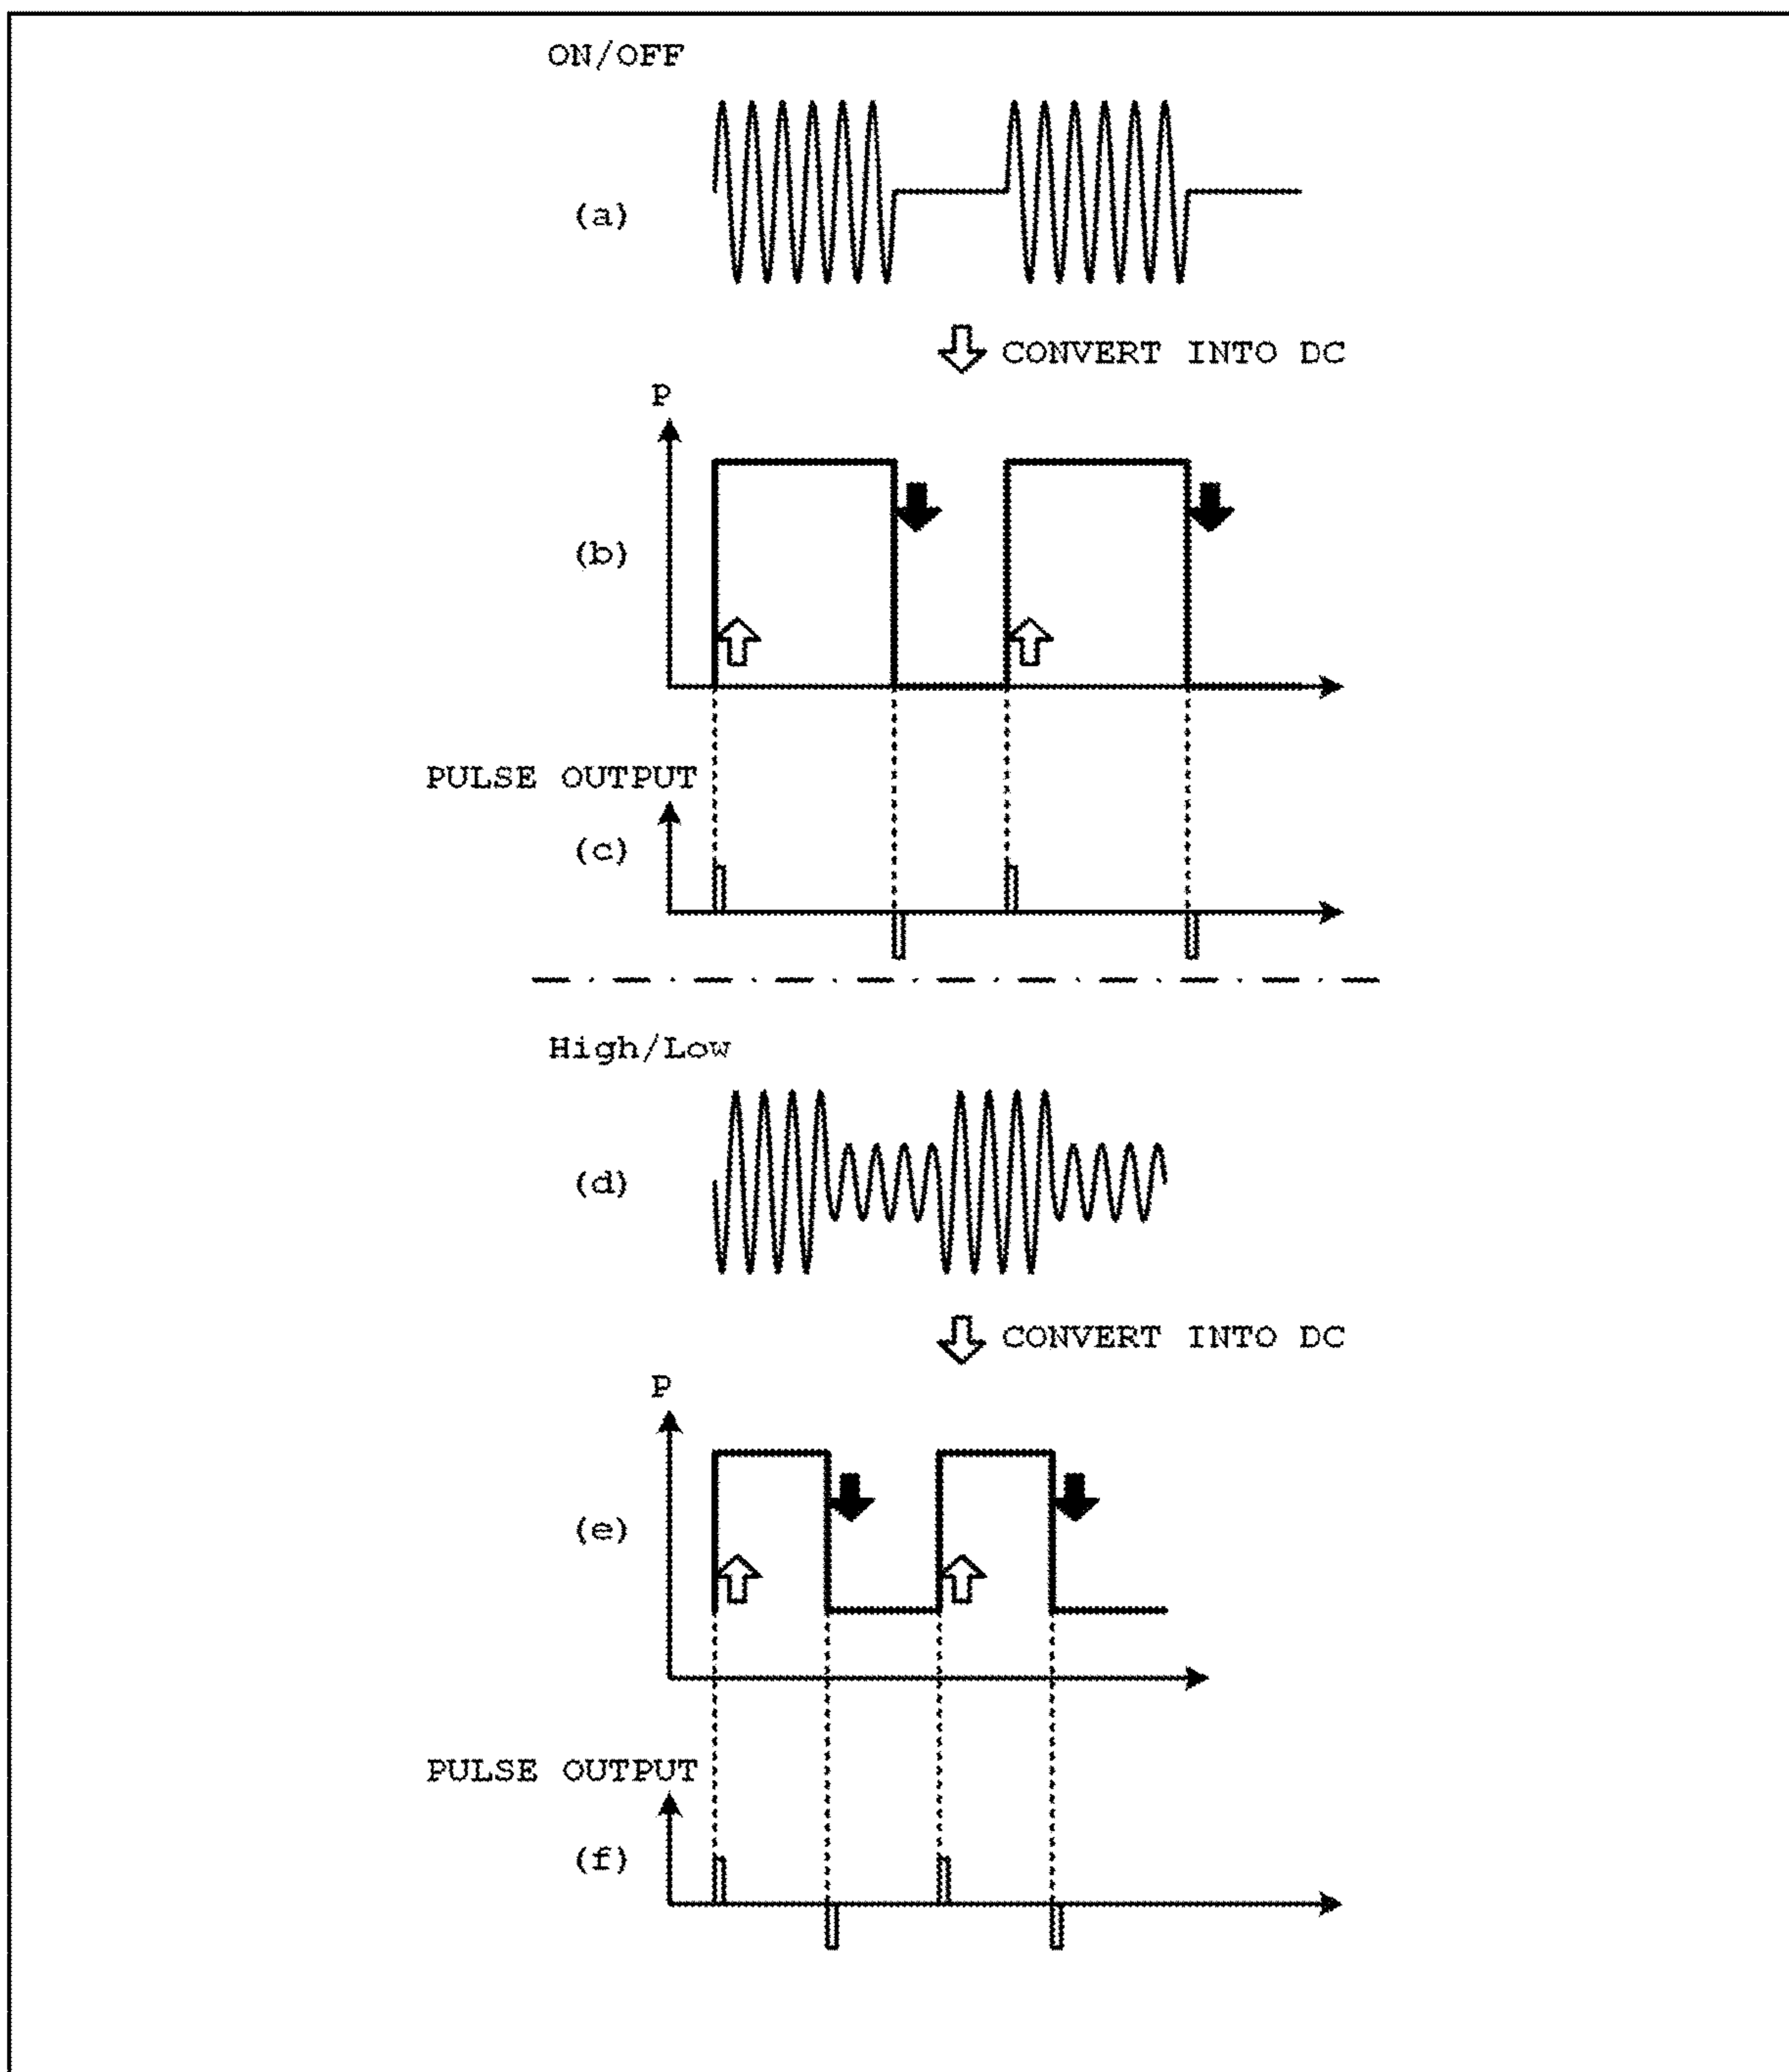 ON/OFF
(a)
CONVERT INTO DC
P
(b)
PULSE OUTPUT
(c)
High/Low
(d)
CONVERT INTO DC
P
(e)
PULSE OUTPUT
(f)